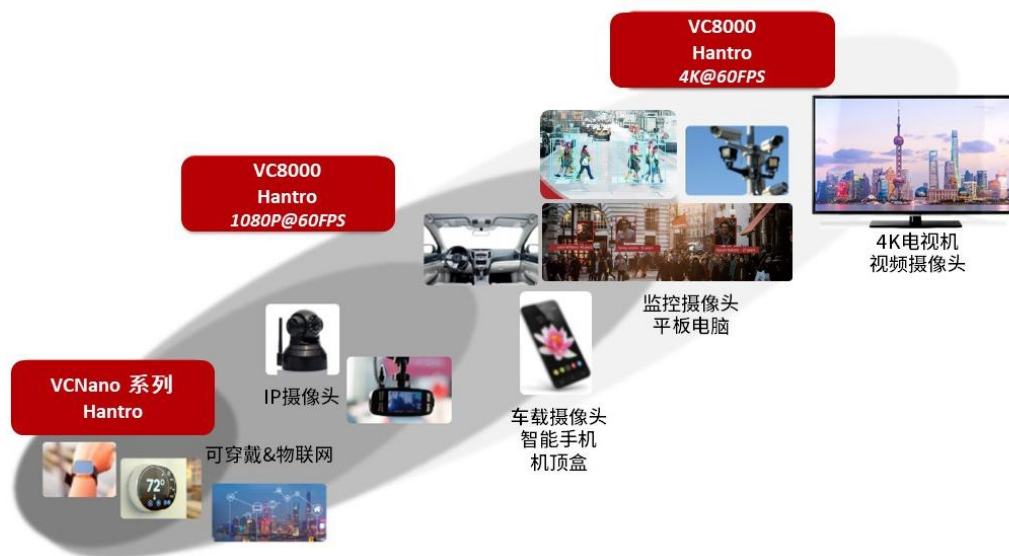 VC8000
Hantro
4K@60FPS
VC8000
Hantro
1080P@60FPS
4K电视机
视频摄像头
监控摄像头
平板电脑
VCNano 系列
Hantro
IP摄像头
车载摄像头
智能手机
机顶盒
可穿戴&物联网
72°